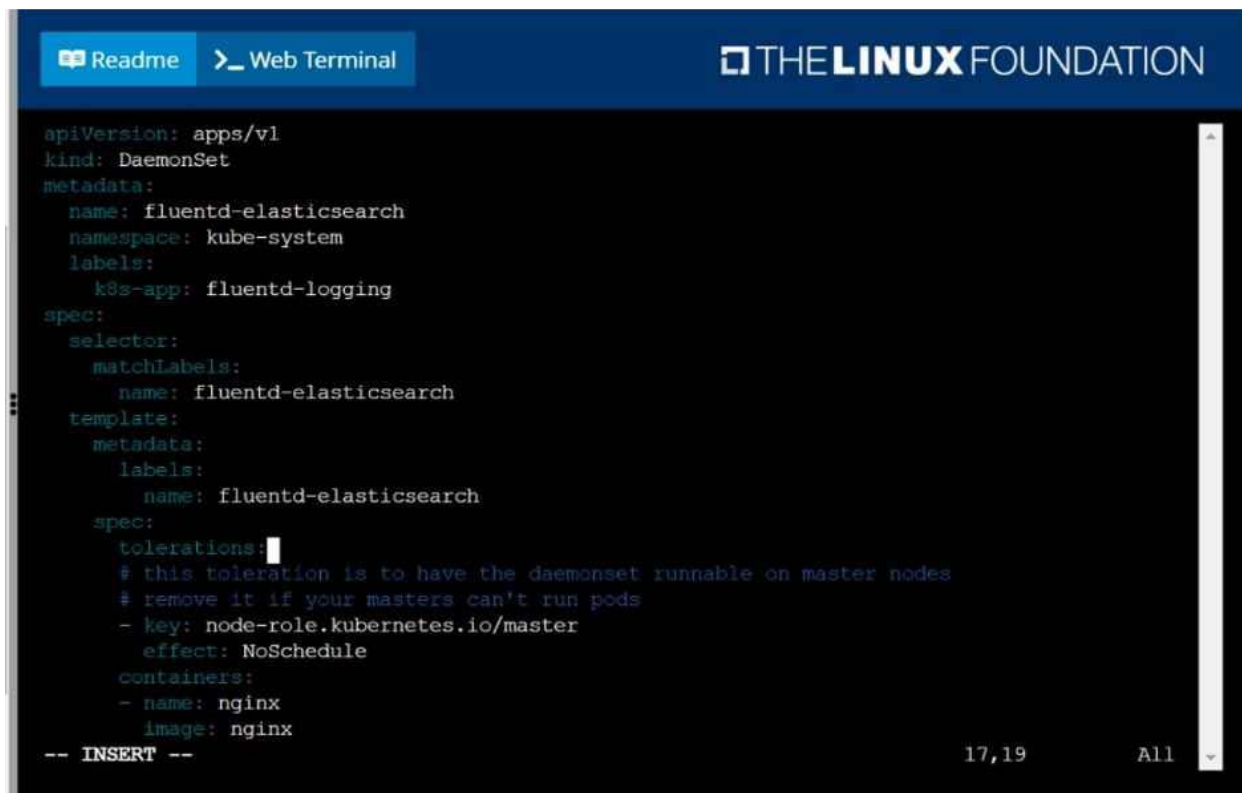 Readme
>_ Web Terminal
THE LINUX FOUNDATION
apiVersion: apps/v1
kind: DaemonSet
metadata:
  name: fluentd-elasticsearch
  namespace: kube-system
  labels:
    k8s-app: fluentd-logging
spec:
  selector:
    matchLabels:
      name: fluentd-elasticsearch
  template:
    metadata:
      labels:
        name: fluentd-elasticsearch
    spec:
      tolerations:
      # this toleration is to have the daemonset runnable on master nodes
      # remove it if your masters can't run pods
      - key: node-role.kubernetes.io/master
        effect: NoSchedule
      containers:
      - name: nginx
        image: nginx
-- INSERT -- 17,19 All